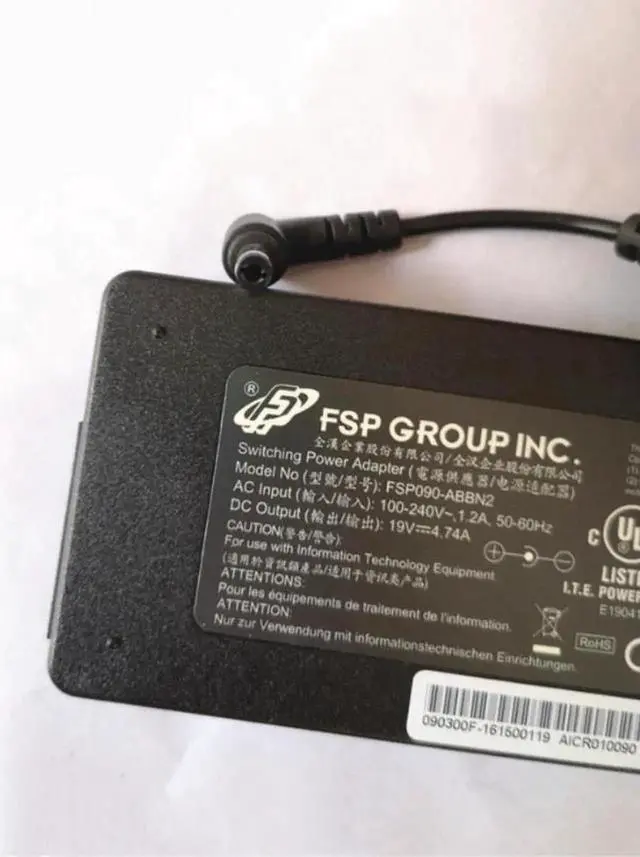 ®
FSP GROUP INC.
全漢企業股份有限公司/全汉企业股份有限公司
Switching Power Adapter (電源供應器/电源适配器)
Model No (型號/型号): FSP090-ABBN2
AC Input (輸入/输入): 100-240V~,1.2A, 50-60Hz
DC Output (輸出/输出): 19V⎓4.74A
CAUTION(警告/警告):
For use with Information Technology Equipment
(適用於資訊類產品/适用于资讯类产品)
ATTENTIONS:
Pour les équipements de traitement de l'information.
ATTENTION:
Nur zur Verwendung mit informationstechnischen Einrichtungen.
C UL
LISTE
I.T.E. POWER
E19041
RoHS
090300F-161500119 AICR010090